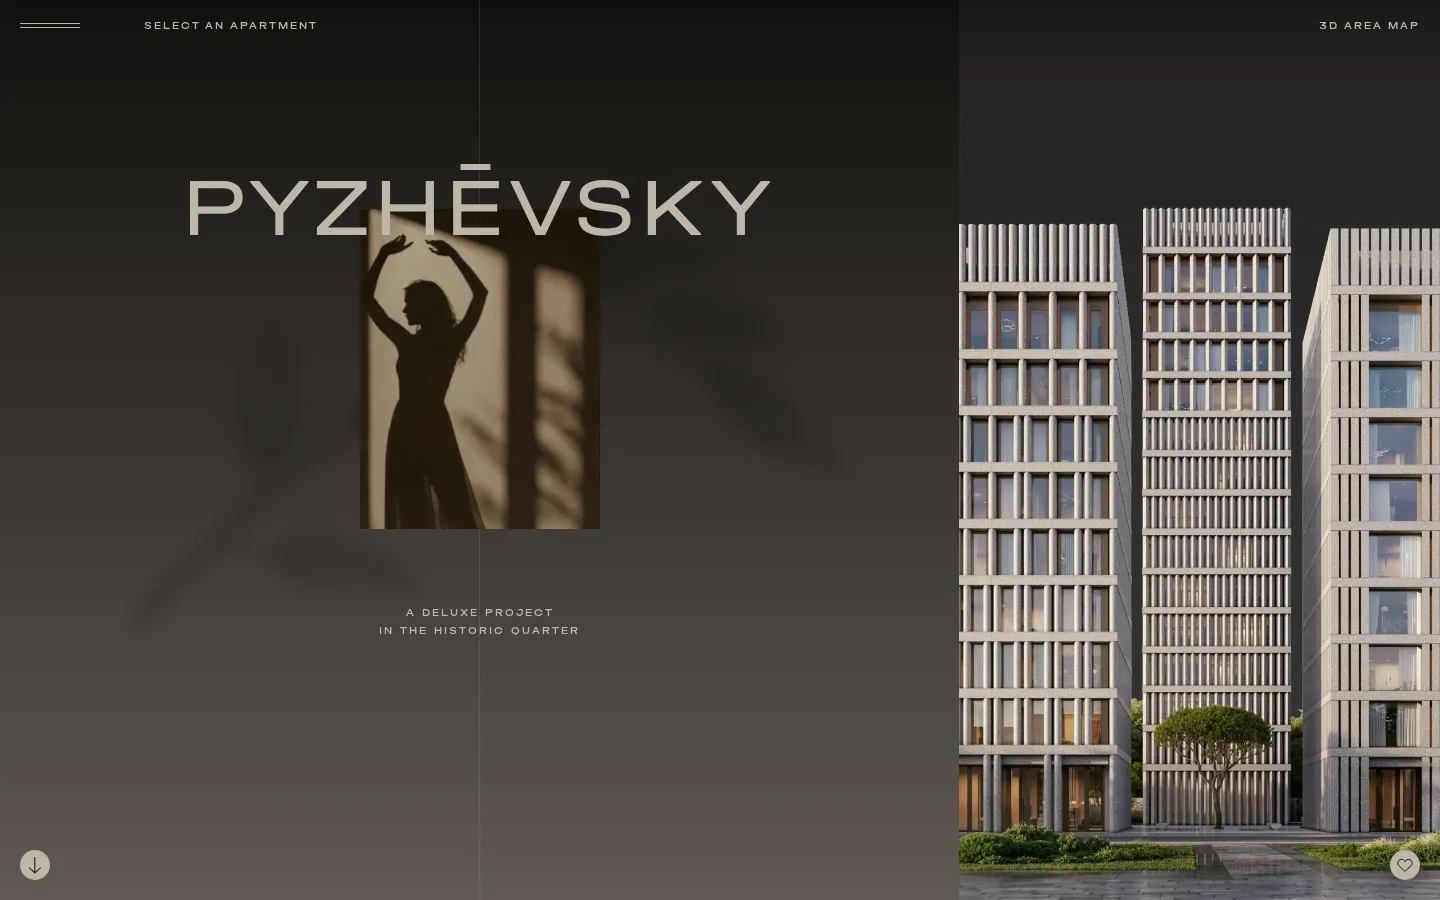 SELECT AN APARTMENT
3D AREA MAP
PYZHĒVSKY
A DELUXE PROJECT
IN THE HISTORIC QUARTER